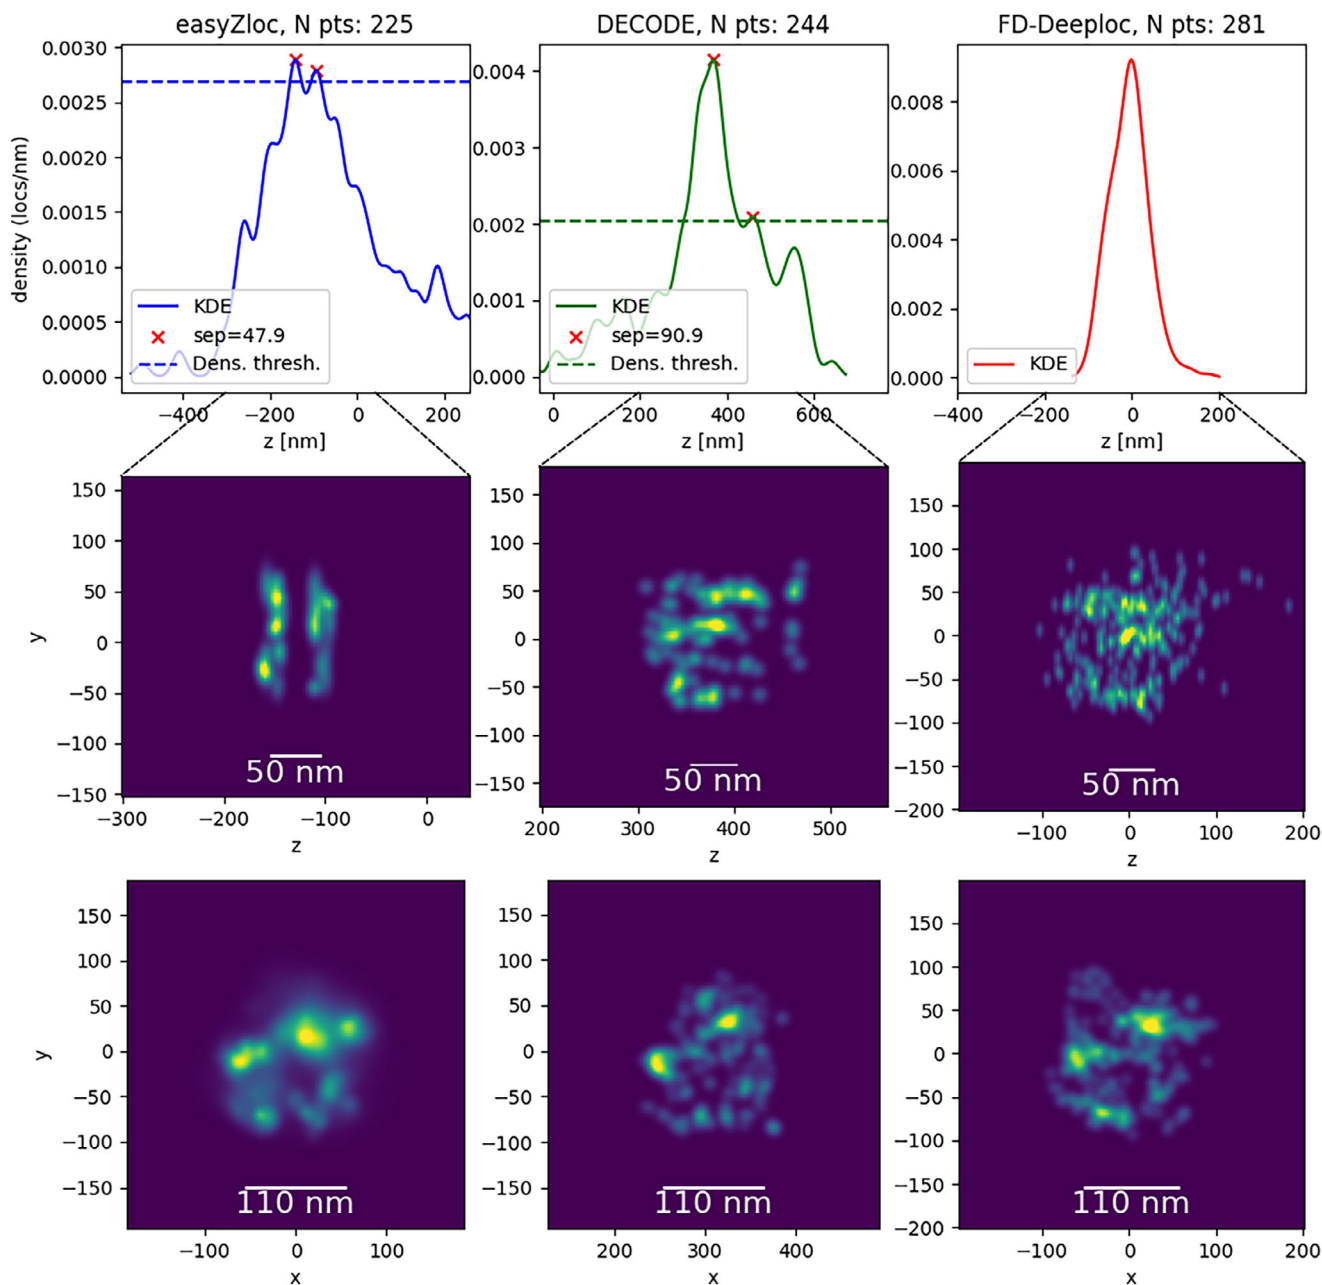 easyZloc, N pts: 225
DECODE, N pts: 244
FD-Deeploc, N pts: 281
density (locs/nm)
0.0030
0.0025
0.0020
0.0015
0.0010
0.0005
0.0000
KDE
sep=47.9
Dens. thresh.
−400 −200 0 200
z [nm]
0.004
0.003
0.002
0.001
0.000
KDE
sep=90.9
Dens. thresh.
0 200 400 600
z [nm]
0.008
0.006
0.004
0.002
0.000
KDE
−400 −200 0 200
z [nm]
y
150
100
50
0
−50
−100
−150
50 nm
−300 −200 −100 0
z
150
100
50
0
−50
−100
−150
50 nm
200 300 400 500
z
150
100
50
0
−50
−100
−150
−200
50 nm
−100 0 100 200
z
y
150
100
50
0
−50
−100
−150
110 nm
−100 0 100
x
150
100
50
0
−50
−100
−150
110 nm
200 300 400
x
150
100
50
0
−50
−100
−150
−200
110 nm
−100 0 100 200
x